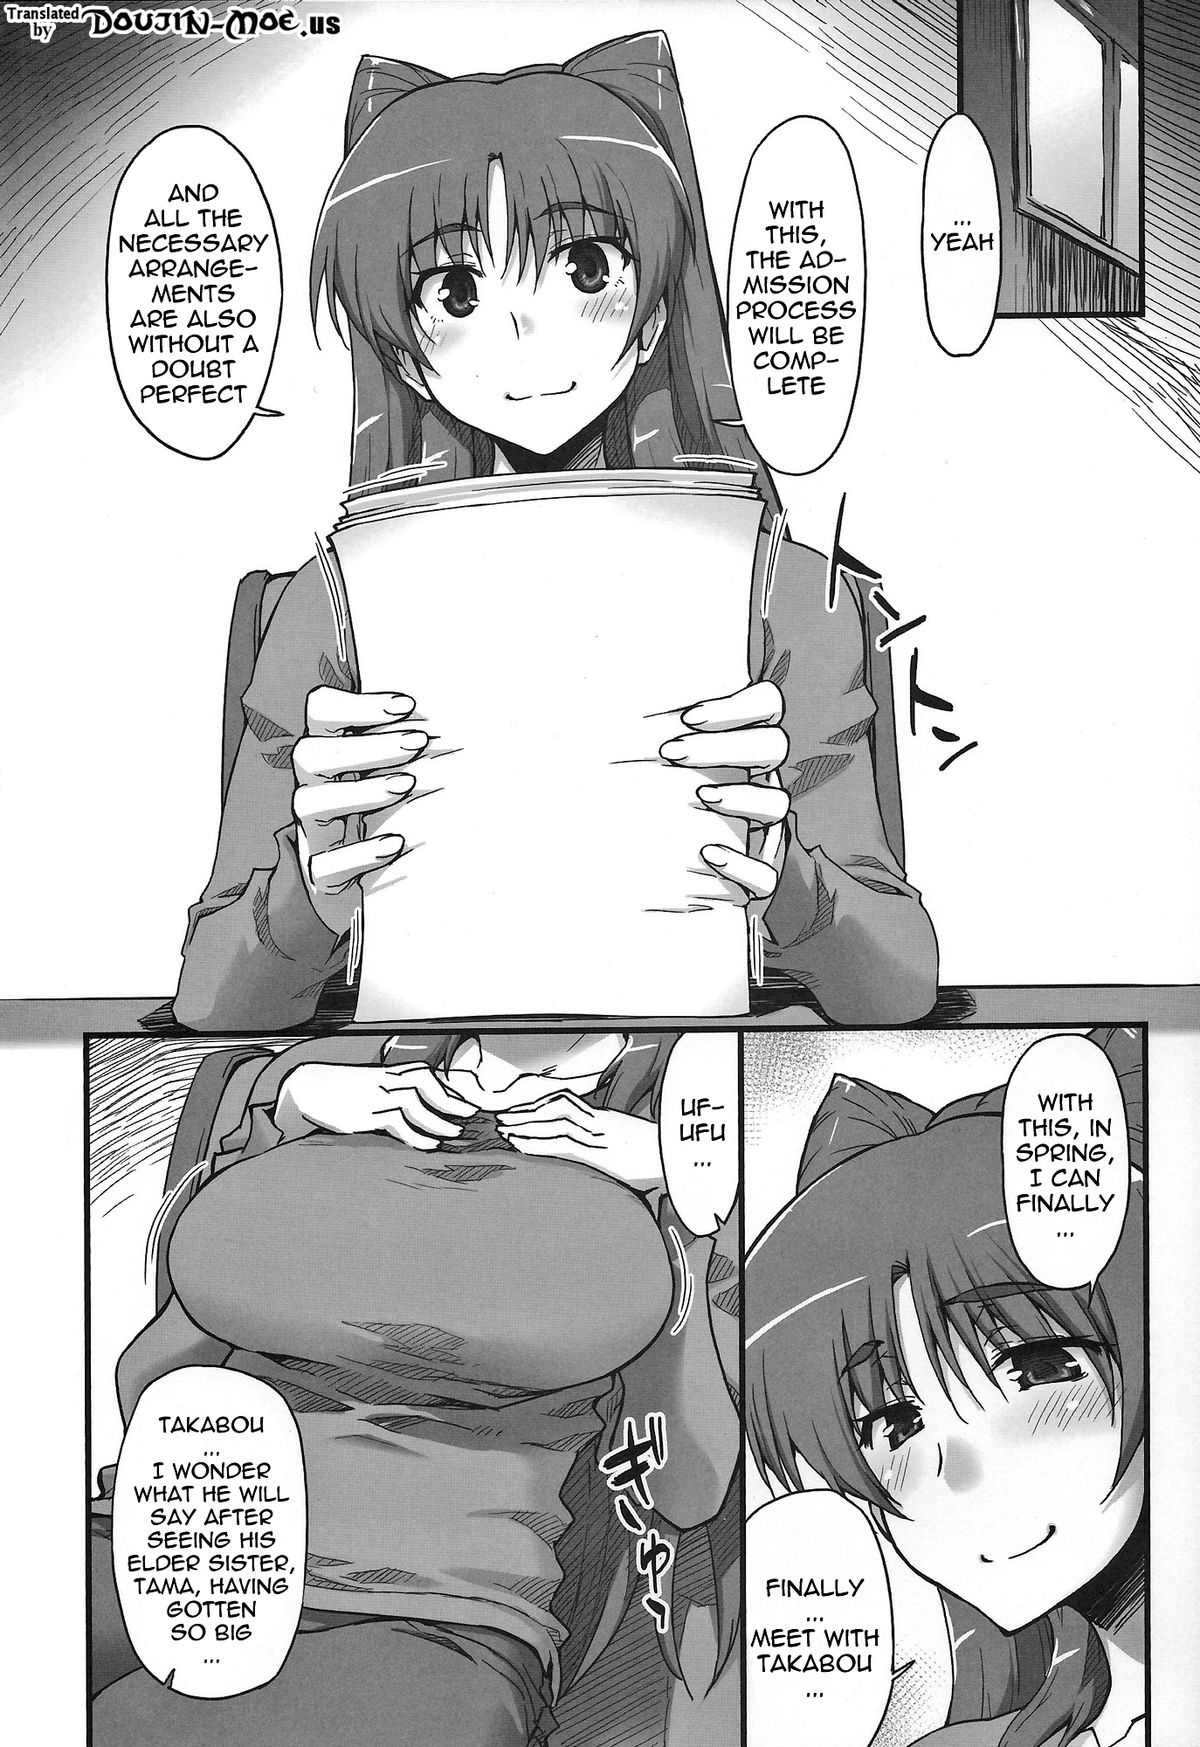 Translated
by
DOUJIN-MOE.US
...
YEAH
WITH
THIS,
THE AD-
MISSION
PROCESS
WILL BE
COMP-
LETE
AND
ALL THE
NECESSARY
ARRANGE-
MENTS
ARE ALSO
WITHOUT A
DOUBT
PERFECT
トントン
WITH
THIS, IN
SPRING,
I CAN
FINALLY
...
FINALLY
...
MEET WITH
TAKABOU
...
UF-
UFU
...
TAKABOU
...
I WONDER
WHAT HE WILL
SAY AFTER
SEEING HIS
ELDER SISTER,
TAMA, HAVING
GOTTEN
SO BIG
...
ぎゅ、